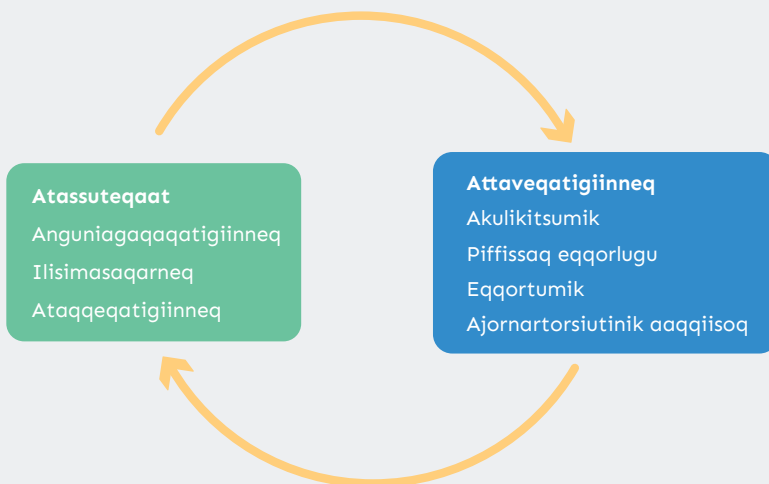 Atassuteqaat
Anguniagaqaqatigiinneq
Ilisimasaqarneq
Ataqqeqatigiinneq
Attaveqatigiinneq
Akulikitsumik
Piffissaq eqqorlugu
Eqqortumik
Ajornartorsiutinik aaqqiisoq